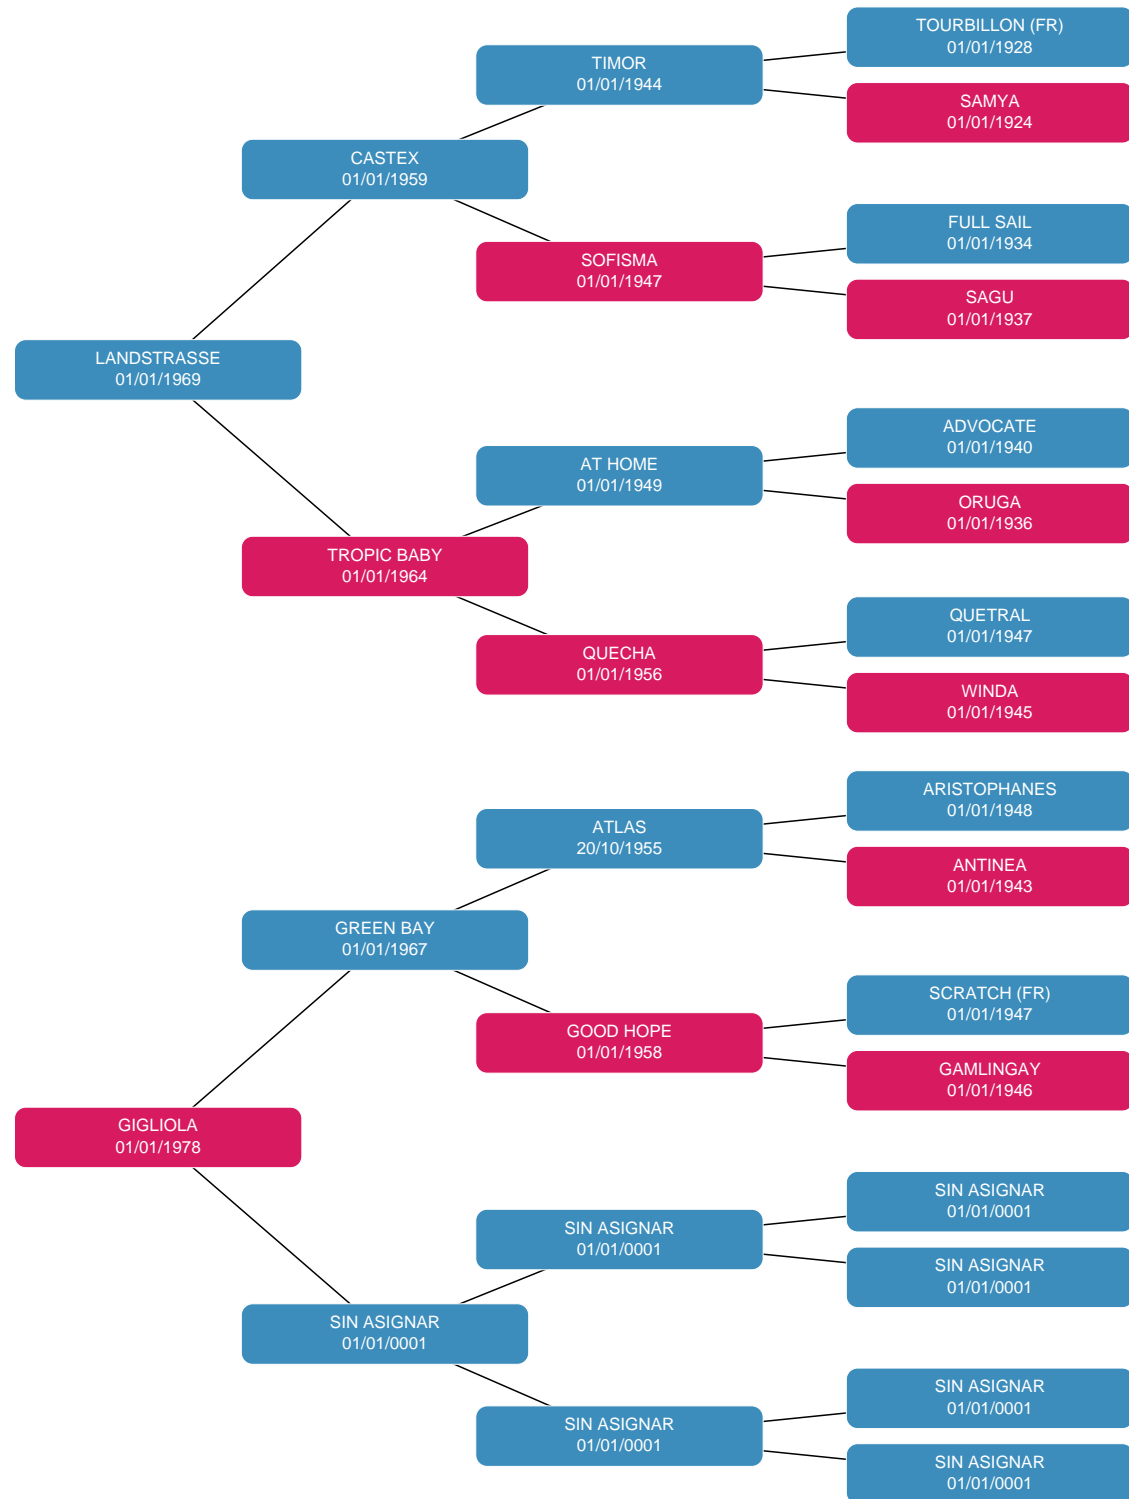 TOURBILLON (FR)
01/01/1928
TIMOR
01/01/1944
SAMYA
01/01/1924
CASTEX
01/01/1959
FULL SAIL
01/01/1934
SOFISMA
01/01/1947
SAGU
01/01/1937
LANDSTRASSE
01/01/1969
ADVOCATE
01/01/1940
AT HOME
01/01/1949
ORUGA
01/01/1936
TROPIC BABY
01/01/1964
QUETRAL
01/01/1947
QUECHA
01/01/1956
WINDA
01/01/1945
ARISTOPHANES
01/01/1948
ATLAS
20/10/1955
ANTINEA
01/01/1943
GREEN BAY
01/01/1967
SCRATCH (FR)
01/01/1947
GOOD HOPE
01/01/1958
GAMLINGAY
01/01/1946
GIGLIOLA
01/01/1978
SIN ASIGNAR
01/01/0001
SIN ASIGNAR
01/01/0001
SIN ASIGNAR
01/01/0001
SIN ASIGNAR
01/01/0001
SIN ASIGNAR
01/01/0001
SIN ASIGNAR
01/01/0001
SIN ASIGNAR
01/01/0001